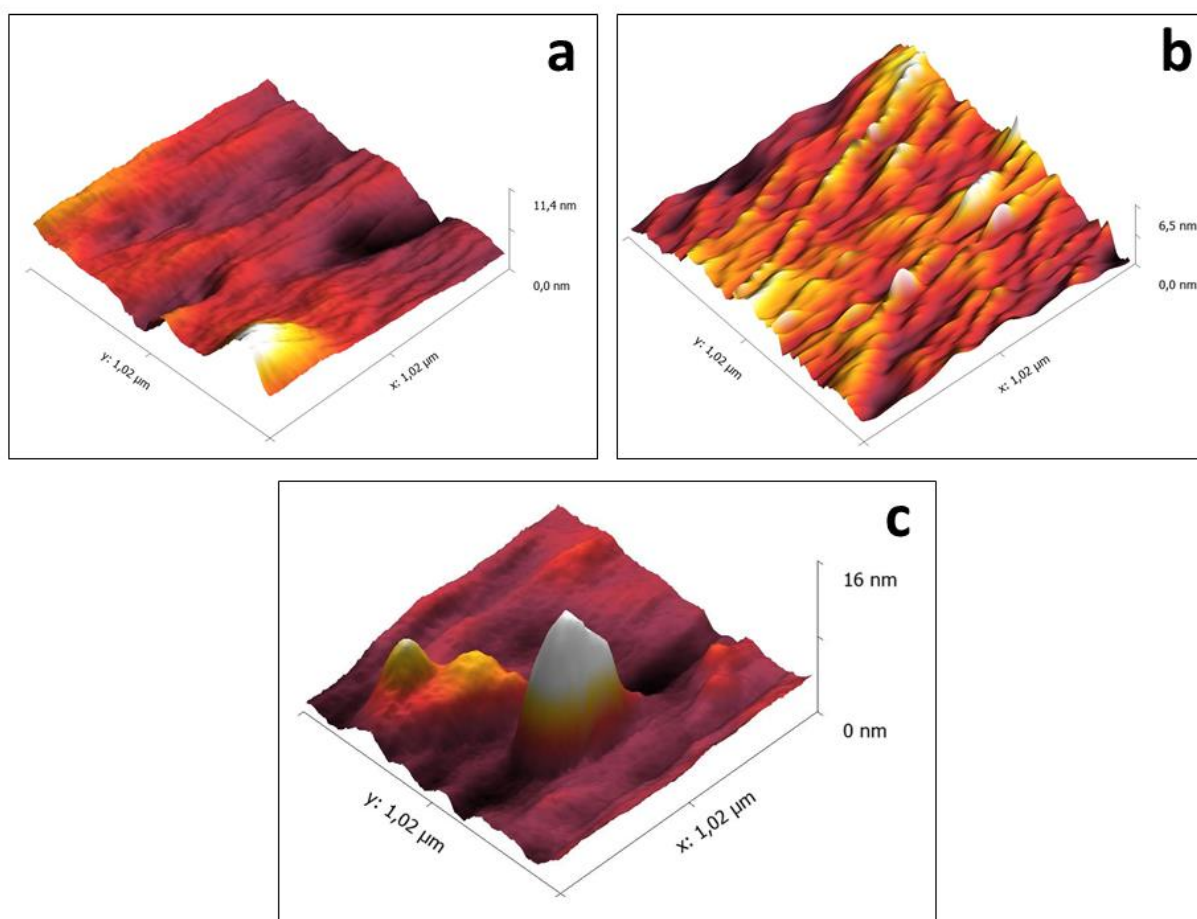 a
11,4 nm
0,0 nm
y: 1,02 µm
x: 1,02 µm
b
6,5 nm
0,0 nm
y: 1,02 µm
x: 1,02 µm
c
16 nm
0 nm
y: 1,02 µm
x: 1,02 µm